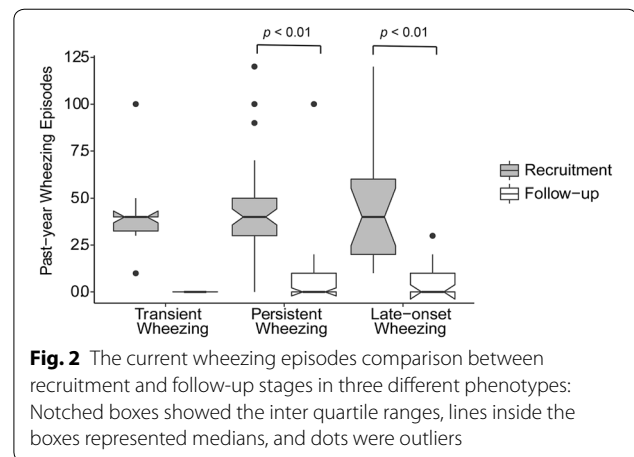 p < 0.01 p < 0.01
125
100
75
50
25
00
Past-year Wheezing Episodes
Recruitment
Follow-up
Transient Wheezing
Persistent Wheezing
Late-onset Wheezing
Fig. 2 The current wheezing episodes comparison between
recruitment and follow-up stages in three different phenotypes:
Notched boxes showed the inter quartile ranges, lines inside the
boxes represented medians, and dots were outliers